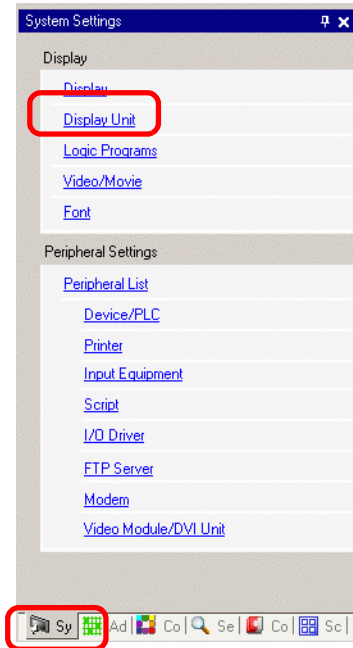 System Settings
Display
Display
Display Unit
Logic Programs
Video/Movie
Font
Peripheral Settings
Peripheral List
Device/PLC
Printer
Input Equipment
Script
I/O Driver
FTP Server
Modem
Video Module/DVI Unit
Sy Ad Co Se Co Sc